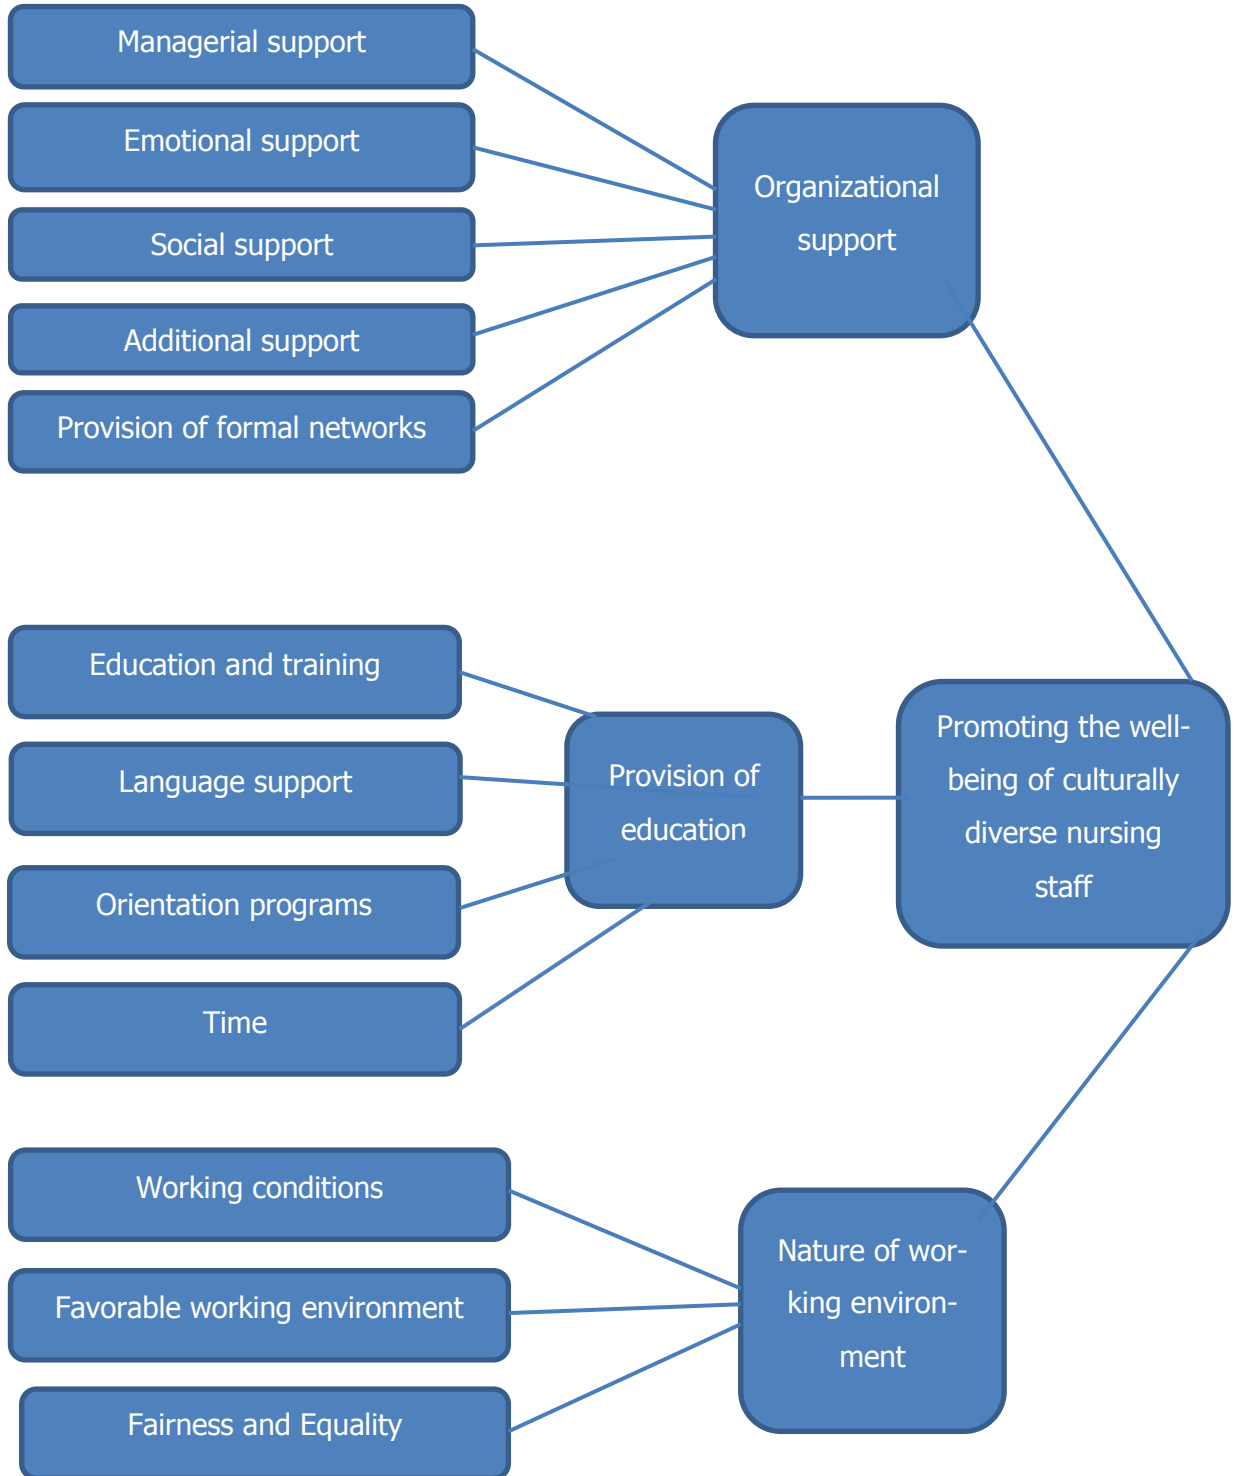 Managerial support
Emotional support
Social support
Additional support
Provision of formal networks
Organizational
support
Education and training
Language support
Orientation programs
Time
Provision of
education
Promoting the well-
being of culturally
diverse nursing
staff
Working conditions
Favorable working environment
Fairness and Equality
Nature of wor-
king environ-
ment